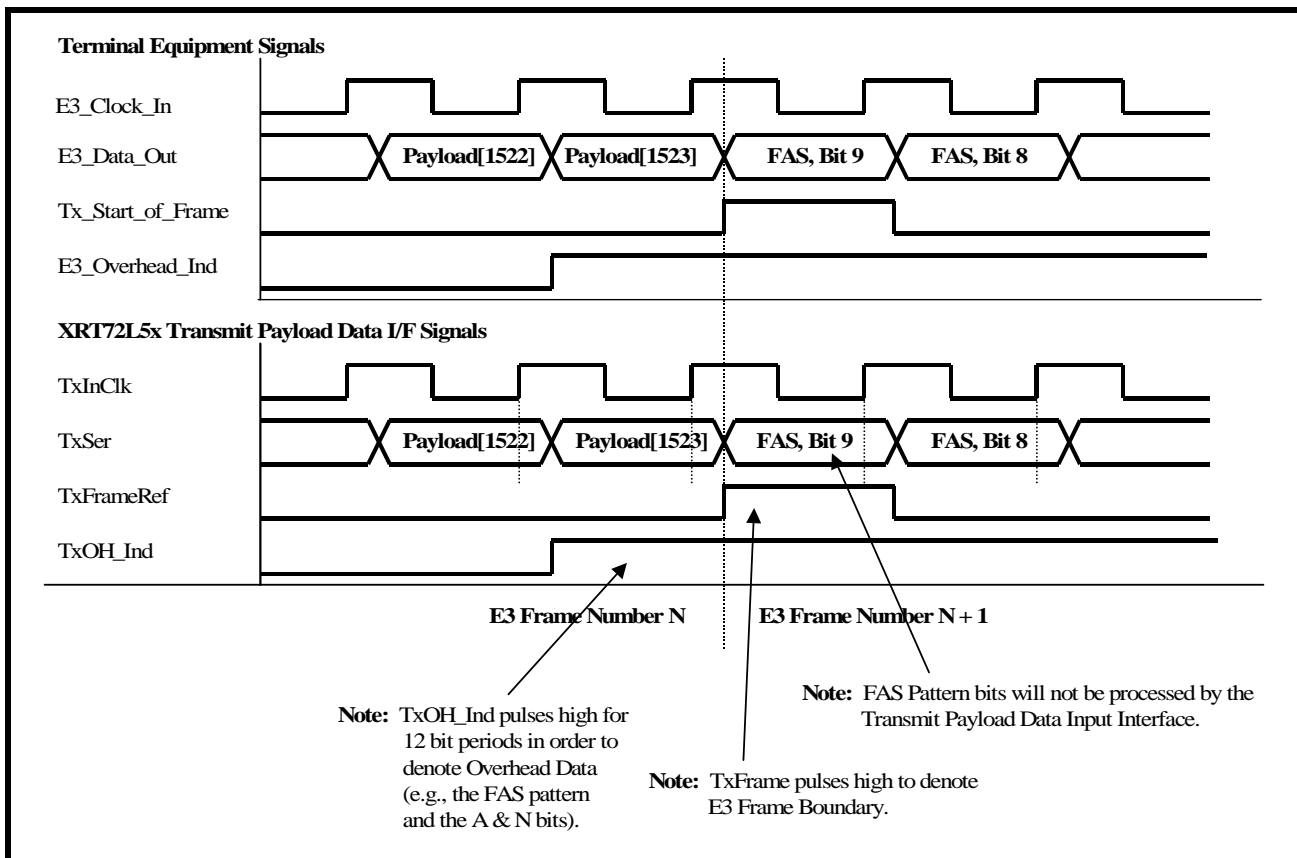 Terminal Equipment Signals
E3_Clock_In
E3_Data_Out
Payload[1522] Payload[1523] FAS, Bit 9 FAS, Bit 8
Tx_Start_of_Frame
E3_Overhead_Ind
XRT72L5x Transmit Payload Data I/F Signals
TxInClk
TxSer
Payload[1522] Payload[1523] FAS, Bit 9 FAS, Bit 8
TxFrameRef
TxOH_Ind
E3 Frame Number N E3 Frame Number N + 1
Note: FAS Pattern bits will not be processed by the
Transmit Payload Data Input Interface.
Note: TxOH_Ind pulses high for
12 bit periods in order to
denote Overhead Data
(e.g., the FAS pattern
and the A & N bits).
Note: TxFrame pulses high to denote
E3 Frame Boundary.